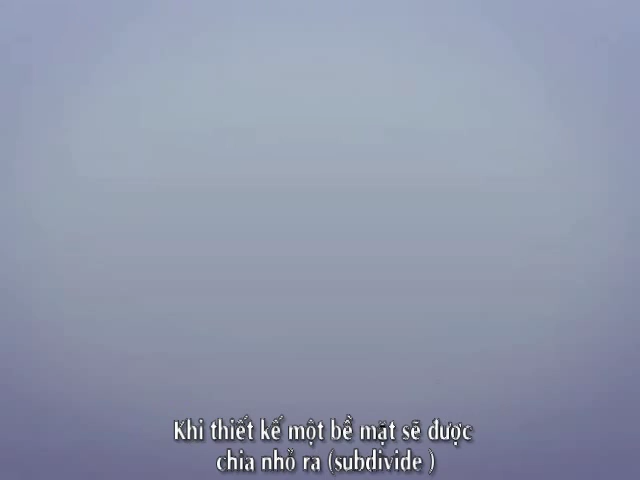 Khi thiết kế một bề mặt sẽ được
chia nhỏ ra (subdivide )